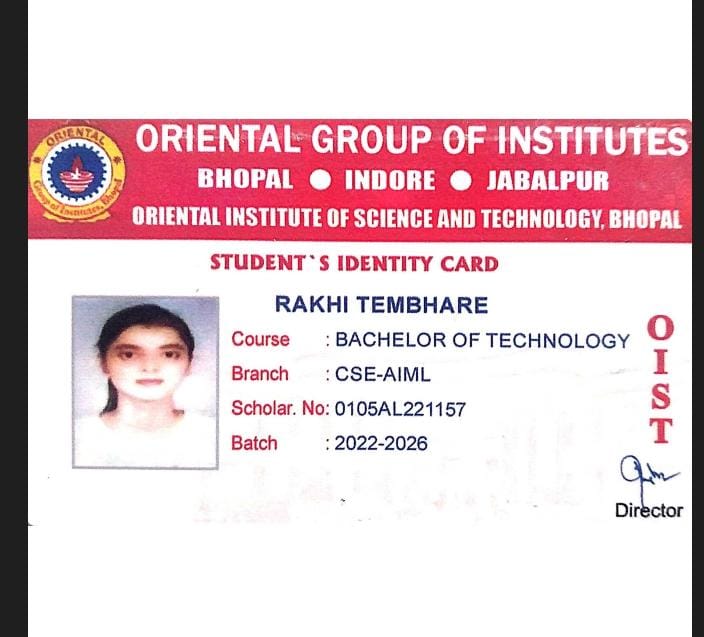 ORIENTAL
Group of Institutes, Bhopal
ORIENTAL GROUP OF INSTITUTES
BHOPAL ● INDORE ● JABALPUR
ORIENTAL INSTITUTE OF SCIENCE AND TECHNOLOGY, BHOPAL
STUDENT`S IDENTITY CARD
RAKHI TEMBHARE
Course : BACHELOR OF TECHNOLOGY
Branch : CSE-AIML
Scholar. No: 0105AL221157
Batch : 2022-2026
OIST
Director